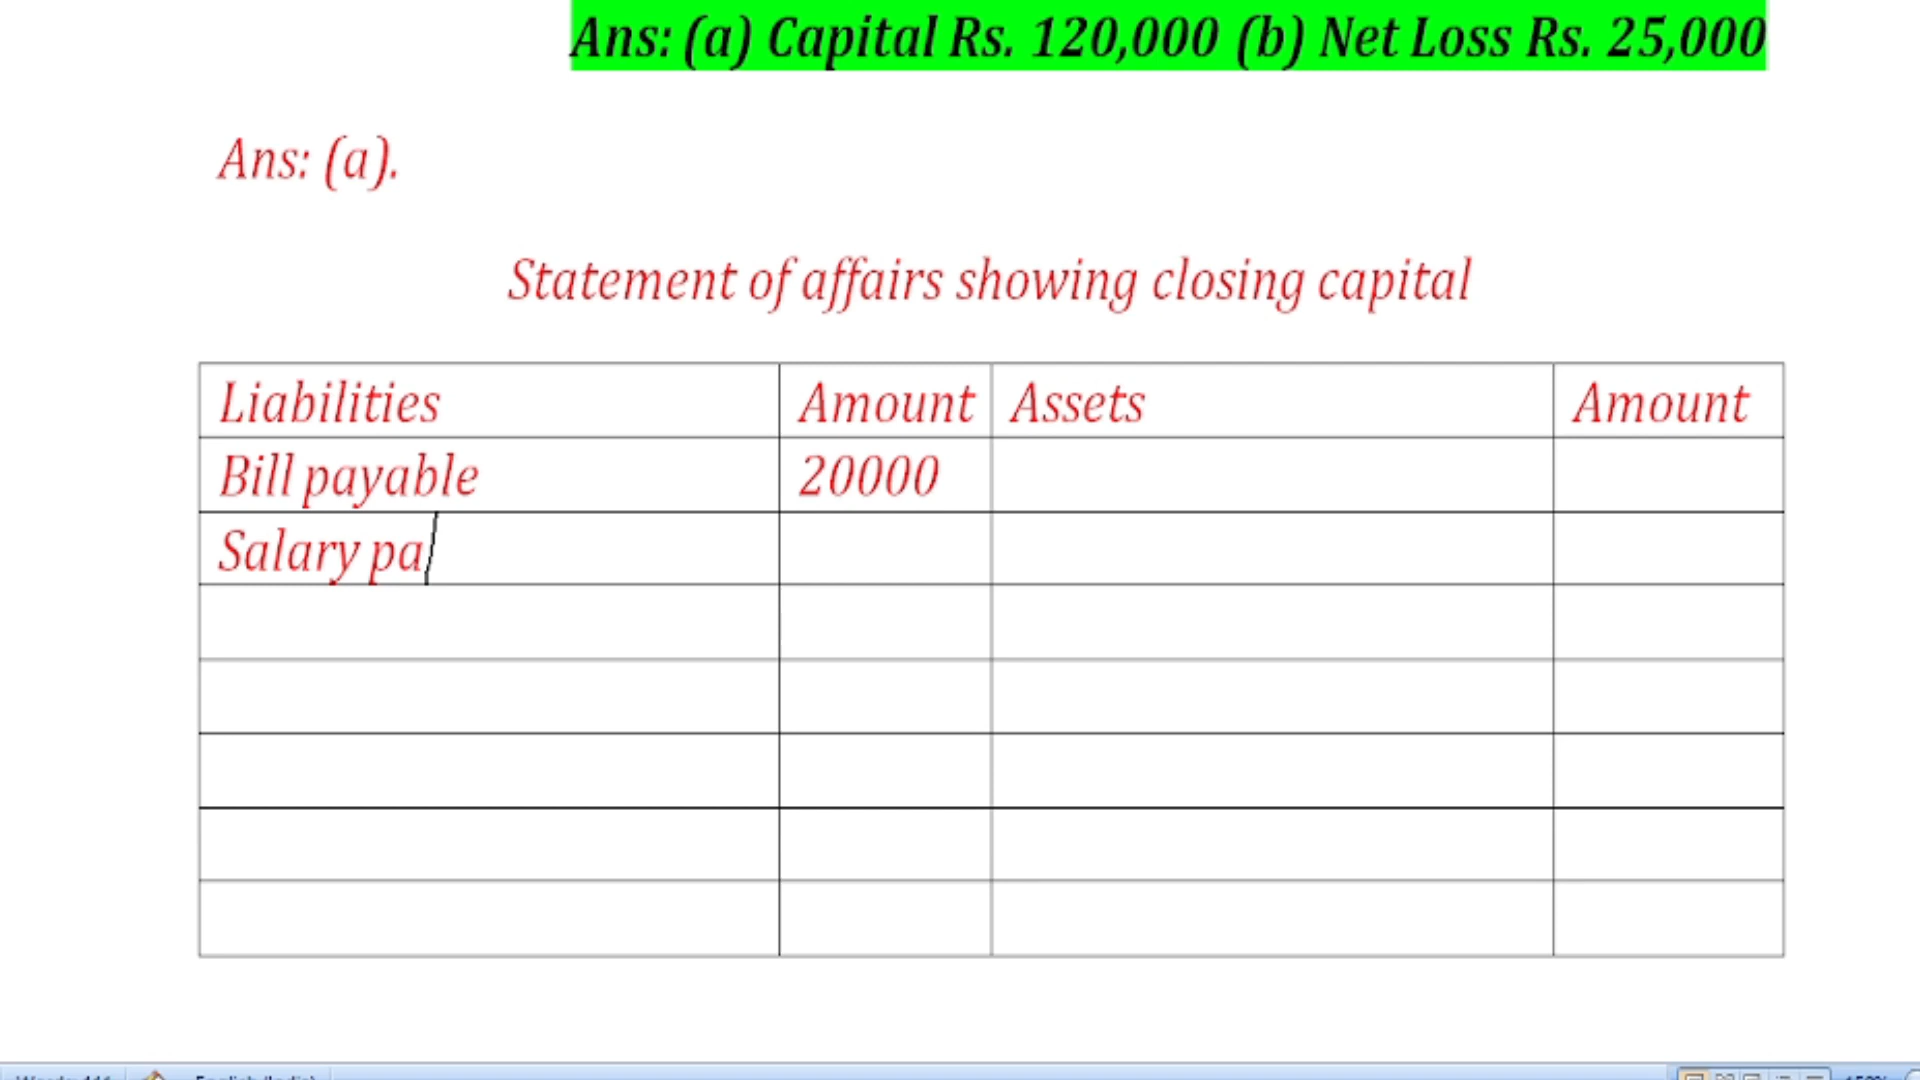 Ans: (a) Capital Rs. 120,000 (b) Net Loss Rs. 25,000
Ans: (a).
Statement of affairs showing closing capital
Liabilities Amount Assets Amount
Bill payable 20000
Salary pa